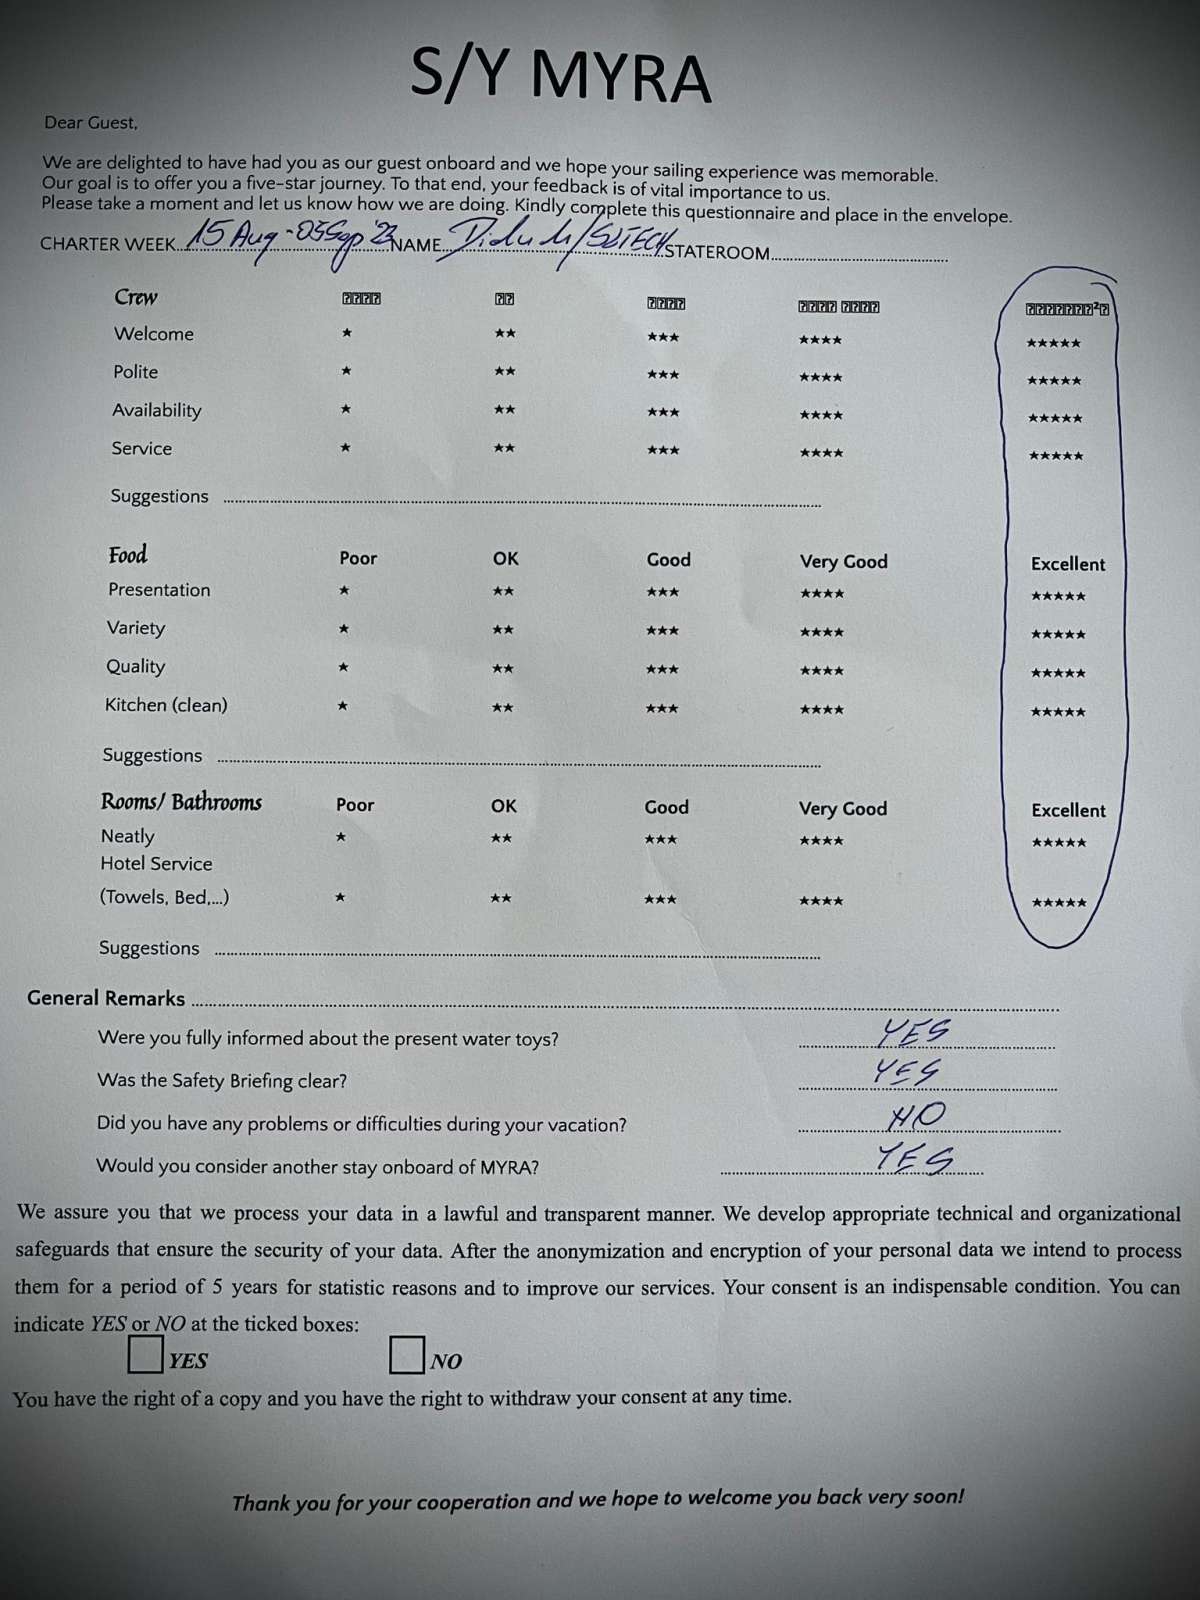 S/Y MYRA
Dear Guest,
We are delighted to have had you as our guest onboard and we hope your sailing experience was memorable.
Our goal is to offer you a five-star journey. To that end, your feedback is of vital importance to us.
Please take a moment and let us know how we are doing. Kindly complete this questionnaire and place in the envelope.
CHARTER WEEK 15 Aug - 05 Sep '23 NAME STATEROOM
Crew
Welcome ★ ★★ ★★★ ★★★★ ★★★★★
Polite ★ ★★ ★★★ ★★★★ ★★★★★
Availability ★ ★★ ★★★ ★★★★ ★★★★★
Service ★ ★★ ★★★ ★★★★ ★★★★★
Suggestions
Food Poor OK Good Very Good Excellent
Presentation ★ ★★ ★★★ ★★★★ ★★★★★
Variety ★ ★★ ★★★ ★★★★ ★★★★★
Quality ★ ★★ ★★★ ★★★★ ★★★★★
Kitchen (clean) ★ ★★ ★★★ ★★★★ ★★★★★
Suggestions
Rooms/ Bathrooms Poor OK Good Very Good Excellent
Neatly ★ ★★ ★★★ ★★★★ ★★★★★
Hotel Service
(Towels, Bed,...) ★ ★★ ★★★ ★★★★ ★★★★★
Suggestions
General Remarks
Were you fully informed about the present water toys? YES
Was the Safety Briefing clear? YES
Did you have any problems or difficulties during your vacation? NO
Would you consider another stay onboard of MYRA? YES
We assure you that we process your data in a lawful and transparent manner. We develop appropriate technical and organizational
safeguards that ensure the security of your data. After the anonymization and encryption of your personal data we intend to process
them for a period of 5 years for statistic reasons and to improve our services. Your consent is an indispensable condition. You can
indicate YES or NO at the ticked boxes:
YES NO
You have the right of a copy and you have the right to withdraw your consent at any time.
Thank you for your cooperation and we hope to welcome you back very soon!